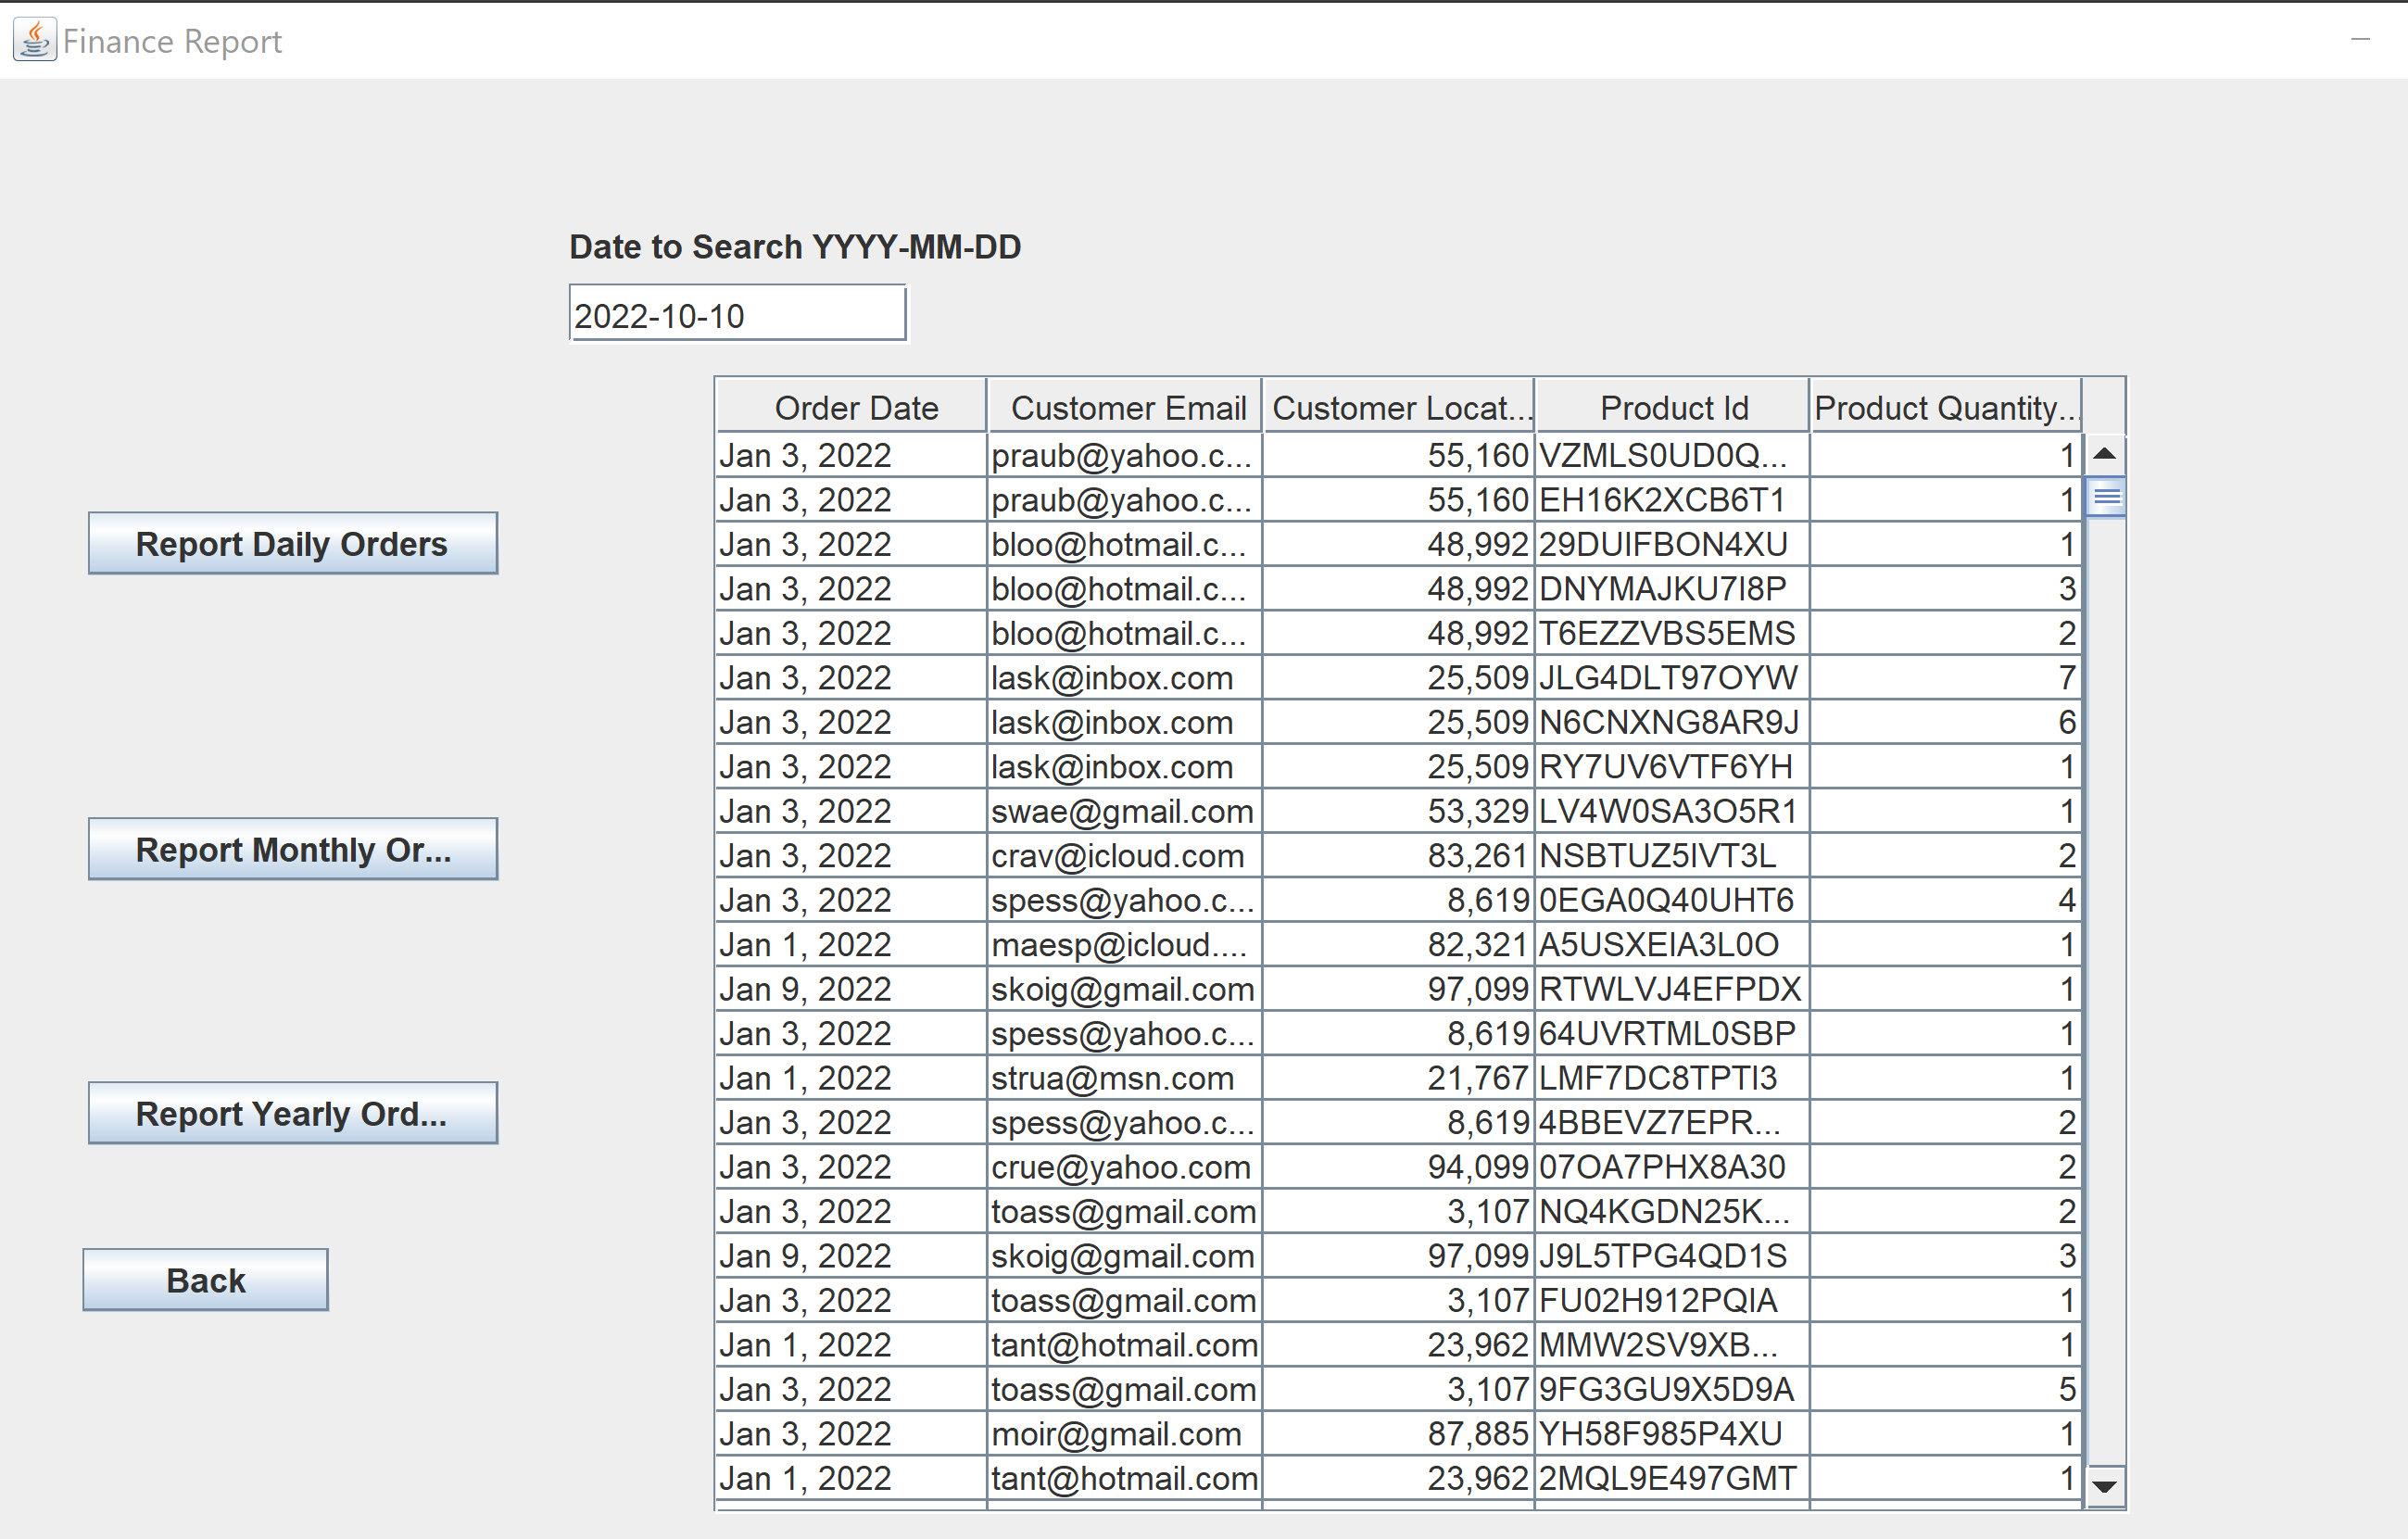 Finance Report
Date to Search YYYY-MM-DD
2022-10-10
Order Date Customer Email Customer Locat... Product Id Product Quantity...
Jan 3, 2022 praub@yahoo.c... 55,160 VZMLS0UD0Q... 1
Jan 3, 2022 praub@yahoo.c... 55,160 EH16K2XCB6T1 1
Jan 3, 2022 bloo@hotmail.c... 48,992 29DUIFBON4XU 1
Jan 3, 2022 bloo@hotmail.c... 48,992 DNYMAJKU7I8P 3
Jan 3, 2022 bloo@hotmail.c... 48,992 T6EZZVBS5EMS 2
Jan 3, 2022 lask@inbox.com 25,509 JLG4DLT97OYW 7
Jan 3, 2022 lask@inbox.com 25,509 N6CNXNG8AR9J 6
Jan 3, 2022 lask@inbox.com 25,509 RY7UV6VTF6YH 1
Jan 3, 2022 swae@gmail.com 53,329 LV4W0SA3O5R1 1
Jan 3, 2022 crav@icloud.com 83,261 NSBTUZ5IVT3L 2
Jan 3, 2022 spess@yahoo.c... 8,619 0EGA0Q40UHT6 4
Jan 1, 2022 maesp@icloud.... 82,321 A5USXEIA3L0O 1
Jan 9, 2022 skoig@gmail.com 97,099 RTWLVJ4EFPDX 1
Jan 3, 2022 spess@yahoo.c... 8,619 64UVRTML0SBP 1
Jan 1, 2022 strua@msn.com 21,767 LMF7DC8TPTI3 1
Jan 3, 2022 spess@yahoo.c... 8,619 4BBEVZ7EPR... 2
Jan 3, 2022 crue@yahoo.com 94,099 07OA7PHX8A30 2
Jan 3, 2022 toass@gmail.com 3,107 NQ4KGDN25K... 2
Jan 9, 2022 skoig@gmail.com 97,099 J9L5TPG4QD1S 3
Jan 3, 2022 toass@gmail.com 3,107 FU02H912PQIA 1
Jan 1, 2022 tant@hotmail.com 23,962 MMW2SV9XB... 1
Jan 3, 2022 toass@gmail.com 3,107 9FG3GU9X5D9A 5
Jan 3, 2022 moir@gmail.com 87,885 YH58F985P4XU 1
Jan 1, 2022 tant@hotmail.com 23,962 2MQL9E497GMT 1
Report Daily Orders
Report Monthly Or...
Report Yearly Ord...
Back